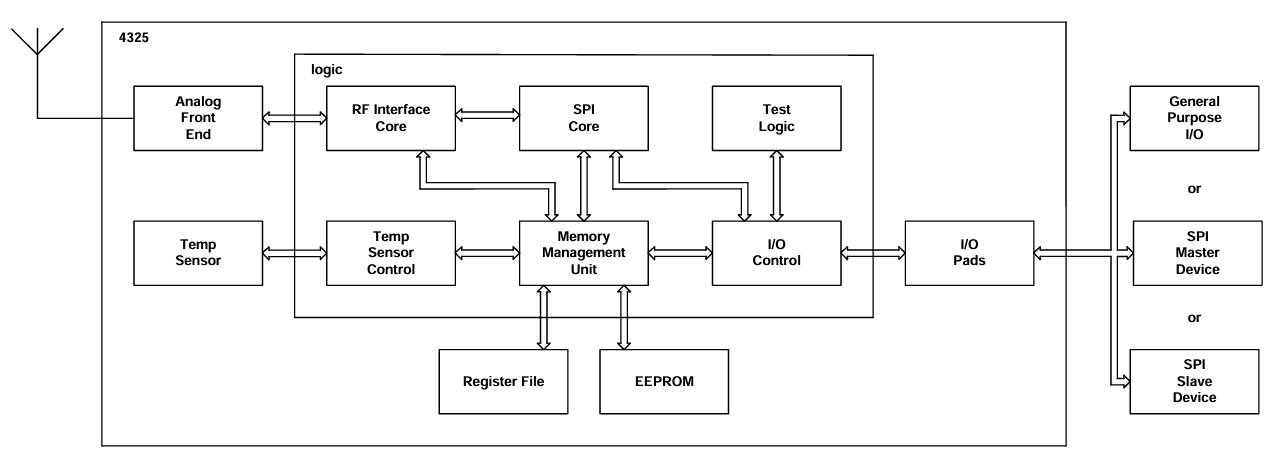 4325
logic
Analog
Front
End
RF Interface
Core
SPI
Core
Test
Logic
General
Purpose
I/O
or
Temp
Sensor
Temp
Sensor
Control
Memory
Management
Unit
I/O
Control
I/O
Pads
SPI
Master
Device
or
Register File
EEPROM
SPI
Slave
Device